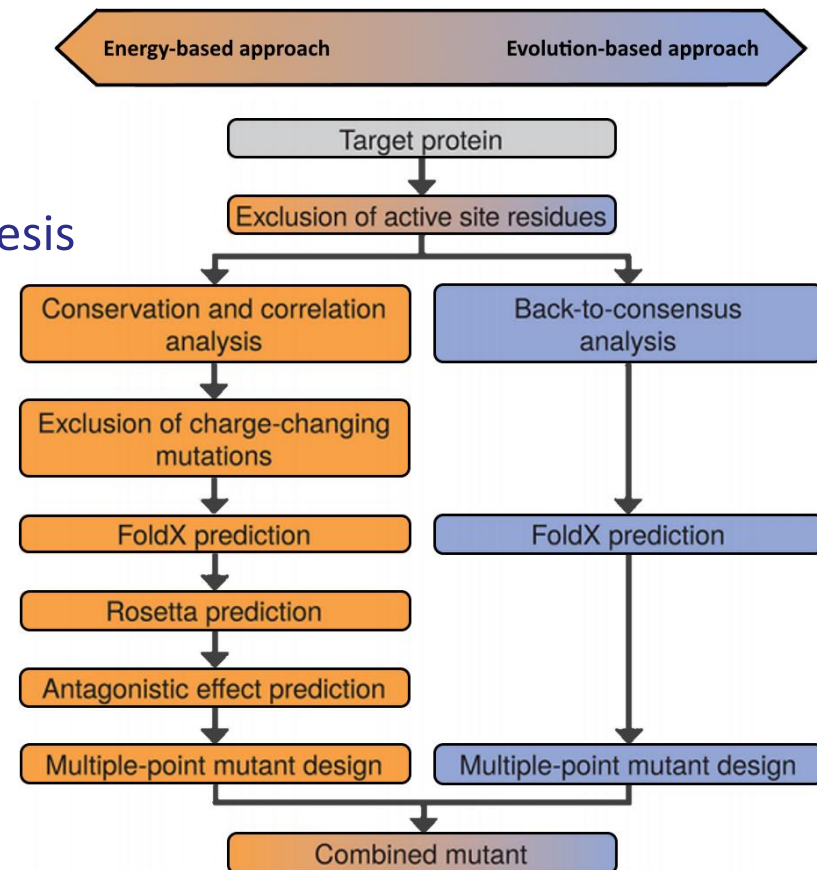 Energy-based approach
Evolution-based approach
Target protein
esis
Exclusion of active site residues
Conservation and correlation
analysis
Back-to-consensus
analysis
Exclusion of charge-changing
mutations
FoldX prediction
FoldX prediction
Rosetta prediction
Antagonistic effect prediction
Multiple-point mutant design
Multiple-point mutant design
Combined mutant